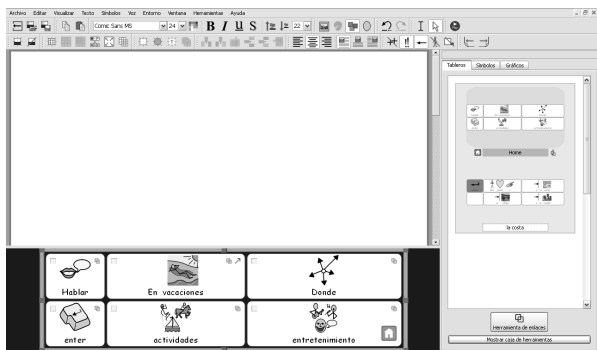 Archivo Editar Visualizar Texto Símbolos Voz Entorno Ventana Herramientas Ayuda
Comic Sans MS 24 B I U S 22
Tableros Símbolos Gráficos
Home
la costa
Hablar En vacaciones Donde
enter actividades entretenimiento
Herramienta de enlaces
Mostrar caja de herramientas